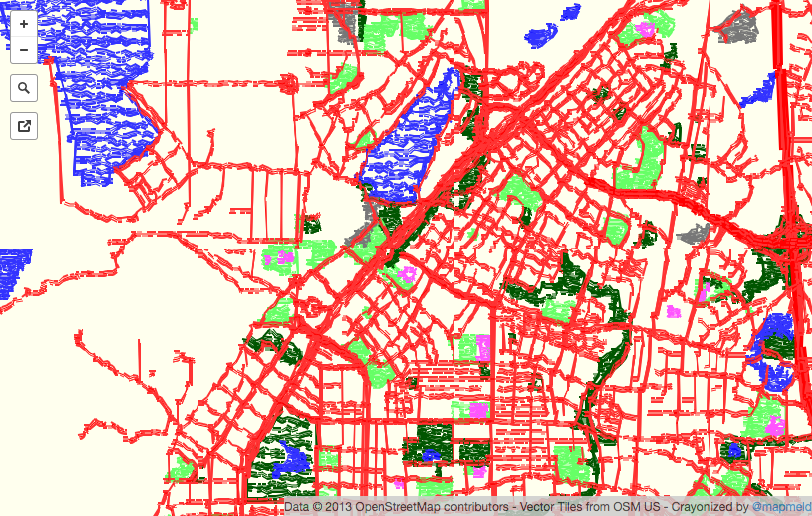 +
−
Data © 2013 OpenStreetMap contributors - Vector Tiles from OSM US - Crayonized by @mapmeld